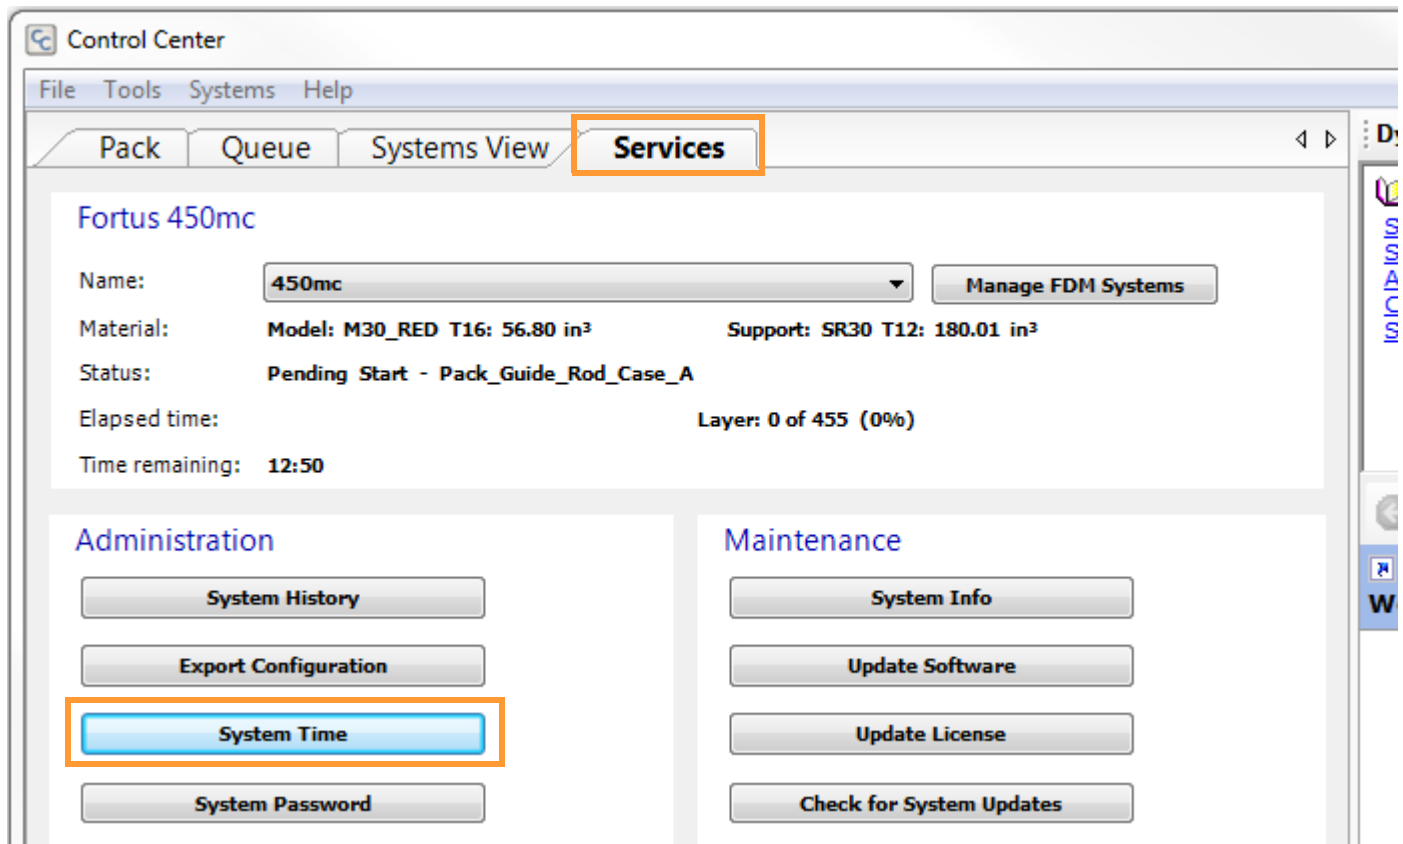 Control Center
File Tools Systems Help
Pack Queue Systems View Services
Fortus 450mc
Name: 450mc Manage FDM Systems
Material: Model: M30_RED T16: 56.80 in³ Support: SR30 T12: 180.01 in³
Status: Pending Start - Pack_Guide_Rod_Case_A
Elapsed time: Layer: 0 of 455 (0%)
Time remaining: 12:50
Administration Maintenance
System History System Info
Export Configuration Update Software
System Time Update License
System Password Check for System Updates